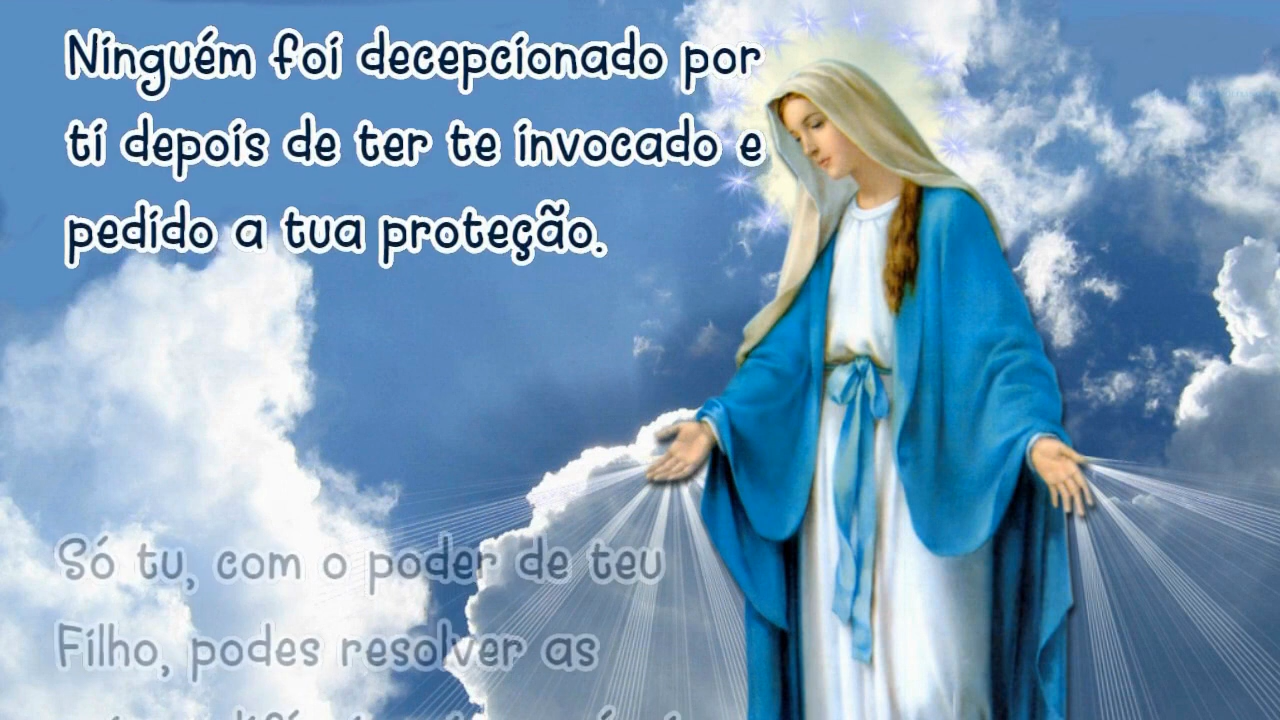 Ninguém foi decepcionado por
ti depois de ter te invocado e
pedido a tua proteção.
Só tu, com o poder de teu
Filho, podes resolver as